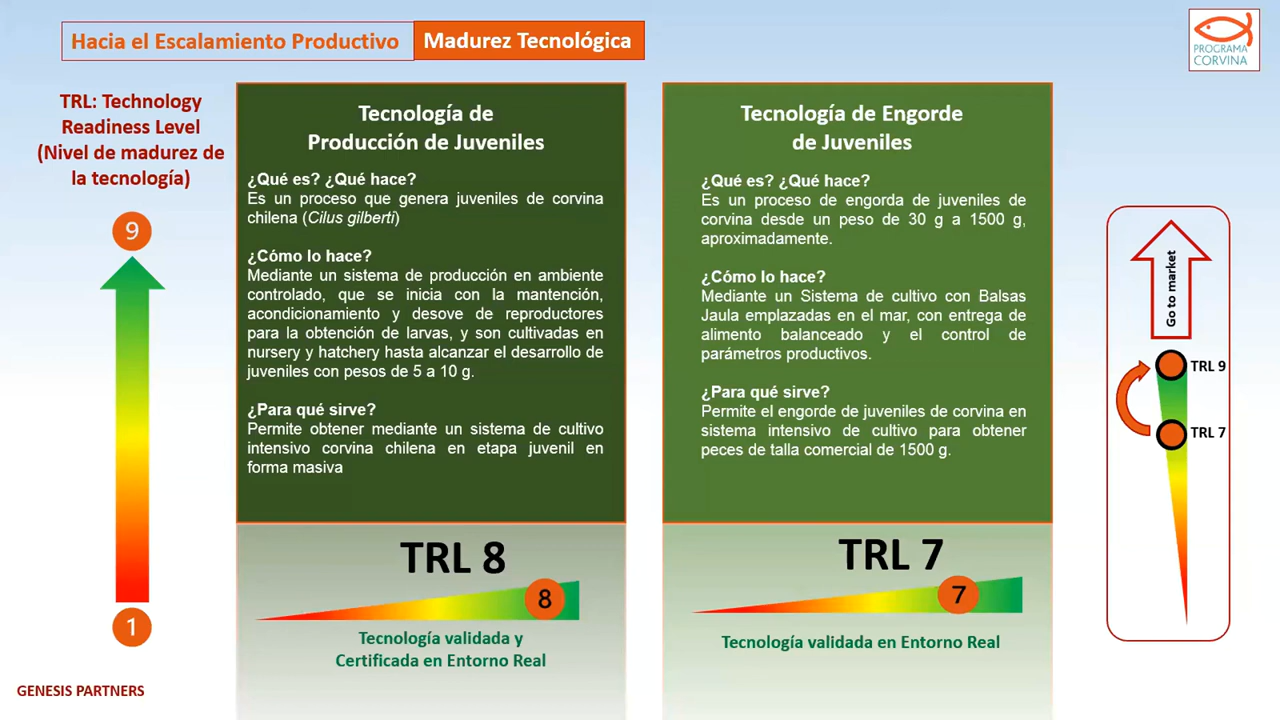 Hacia el Escalamiento Productivo
Madurez Tecnológica
PROGRAMA
CORVINA
TRL: Technology
Readiness Level
(Nivel de madurez de
la tecnología)
9
1
Tecnología de
Producción de Juveniles
¿Qué es? ¿Qué hace?
Es un proceso que genera juveniles de corvina
chilena (Cilus gilberti)
¿Cómo lo hace?
Mediante un sistema de producción en ambiente
controlado, que se inicia con la mantención,
acondicionamiento y desove de reproductores
para la obtención de larvas, y son cultivadas en
nursery y hatchery hasta alcanzar el desarrollo de
juveniles con pesos de 5 a 10 g.
¿Para qué sirve?
Permite obtener mediante un sistema de cultivo
intensivo corvina chilena en etapa juvenil en
forma masiva
TRL 8
8
Tecnología validada y
Certificada en Entorno Real
Tecnología de Engorde
de Juveniles
¿Qué es? ¿Qué hace?
Es un proceso de engorda de juveniles de
corvina desde un peso de 30 g a 1500 g,
aproximadamente.
¿Cómo lo hace?
Mediante un Sistema de cultivo con Balsas
Jaula emplazadas en el mar, con entrega de
alimento balanceado y el control de
parámetros productivos.
¿Para qué sirve?
Permite el engorde de juveniles de corvina en
sistema intensivo de cultivo para obtener
peces de talla comercial de 1500 g.
TRL 7
7
Tecnología validada en Entorno Real
Go to market
TRL 9
TRL 7
GENESIS PARTNERS